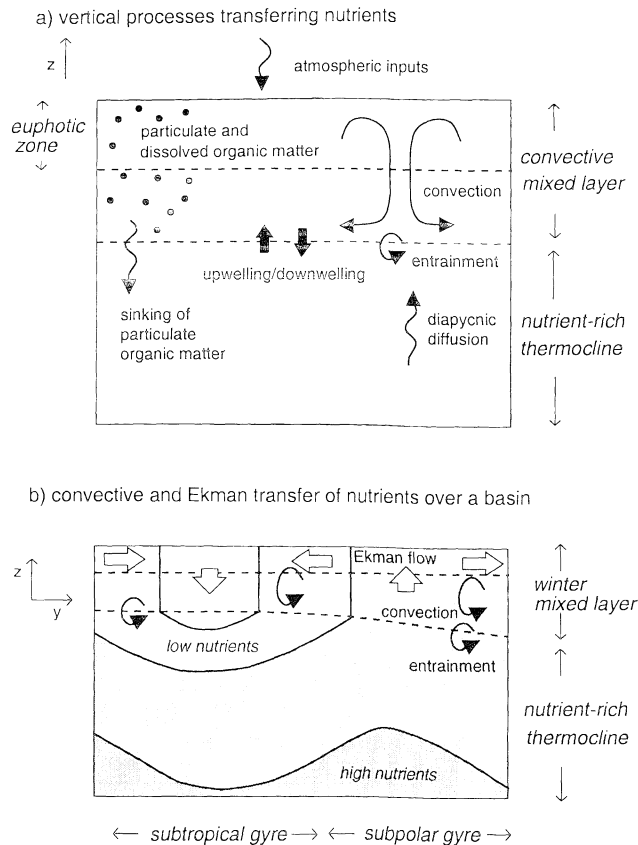 a) vertical processes transferring nutrients
z
atmospheric inputs
euphotic
zone
particulate and
dissolved organic matter
convective
mixed layer
convection
entrainment
upwelling/downwelling
sinking of
particulate
organic matter
diapycnic
diffusion
nutrient-rich
thermocline
b) convective and Ekman transfer of nutrients over a basin
Ekman flow
z
y
winter
mixed layer
convection
low nutrients
entrainment
nutrient-rich
thermocline
high nutrients
subtropical gyre
subpolar gyre